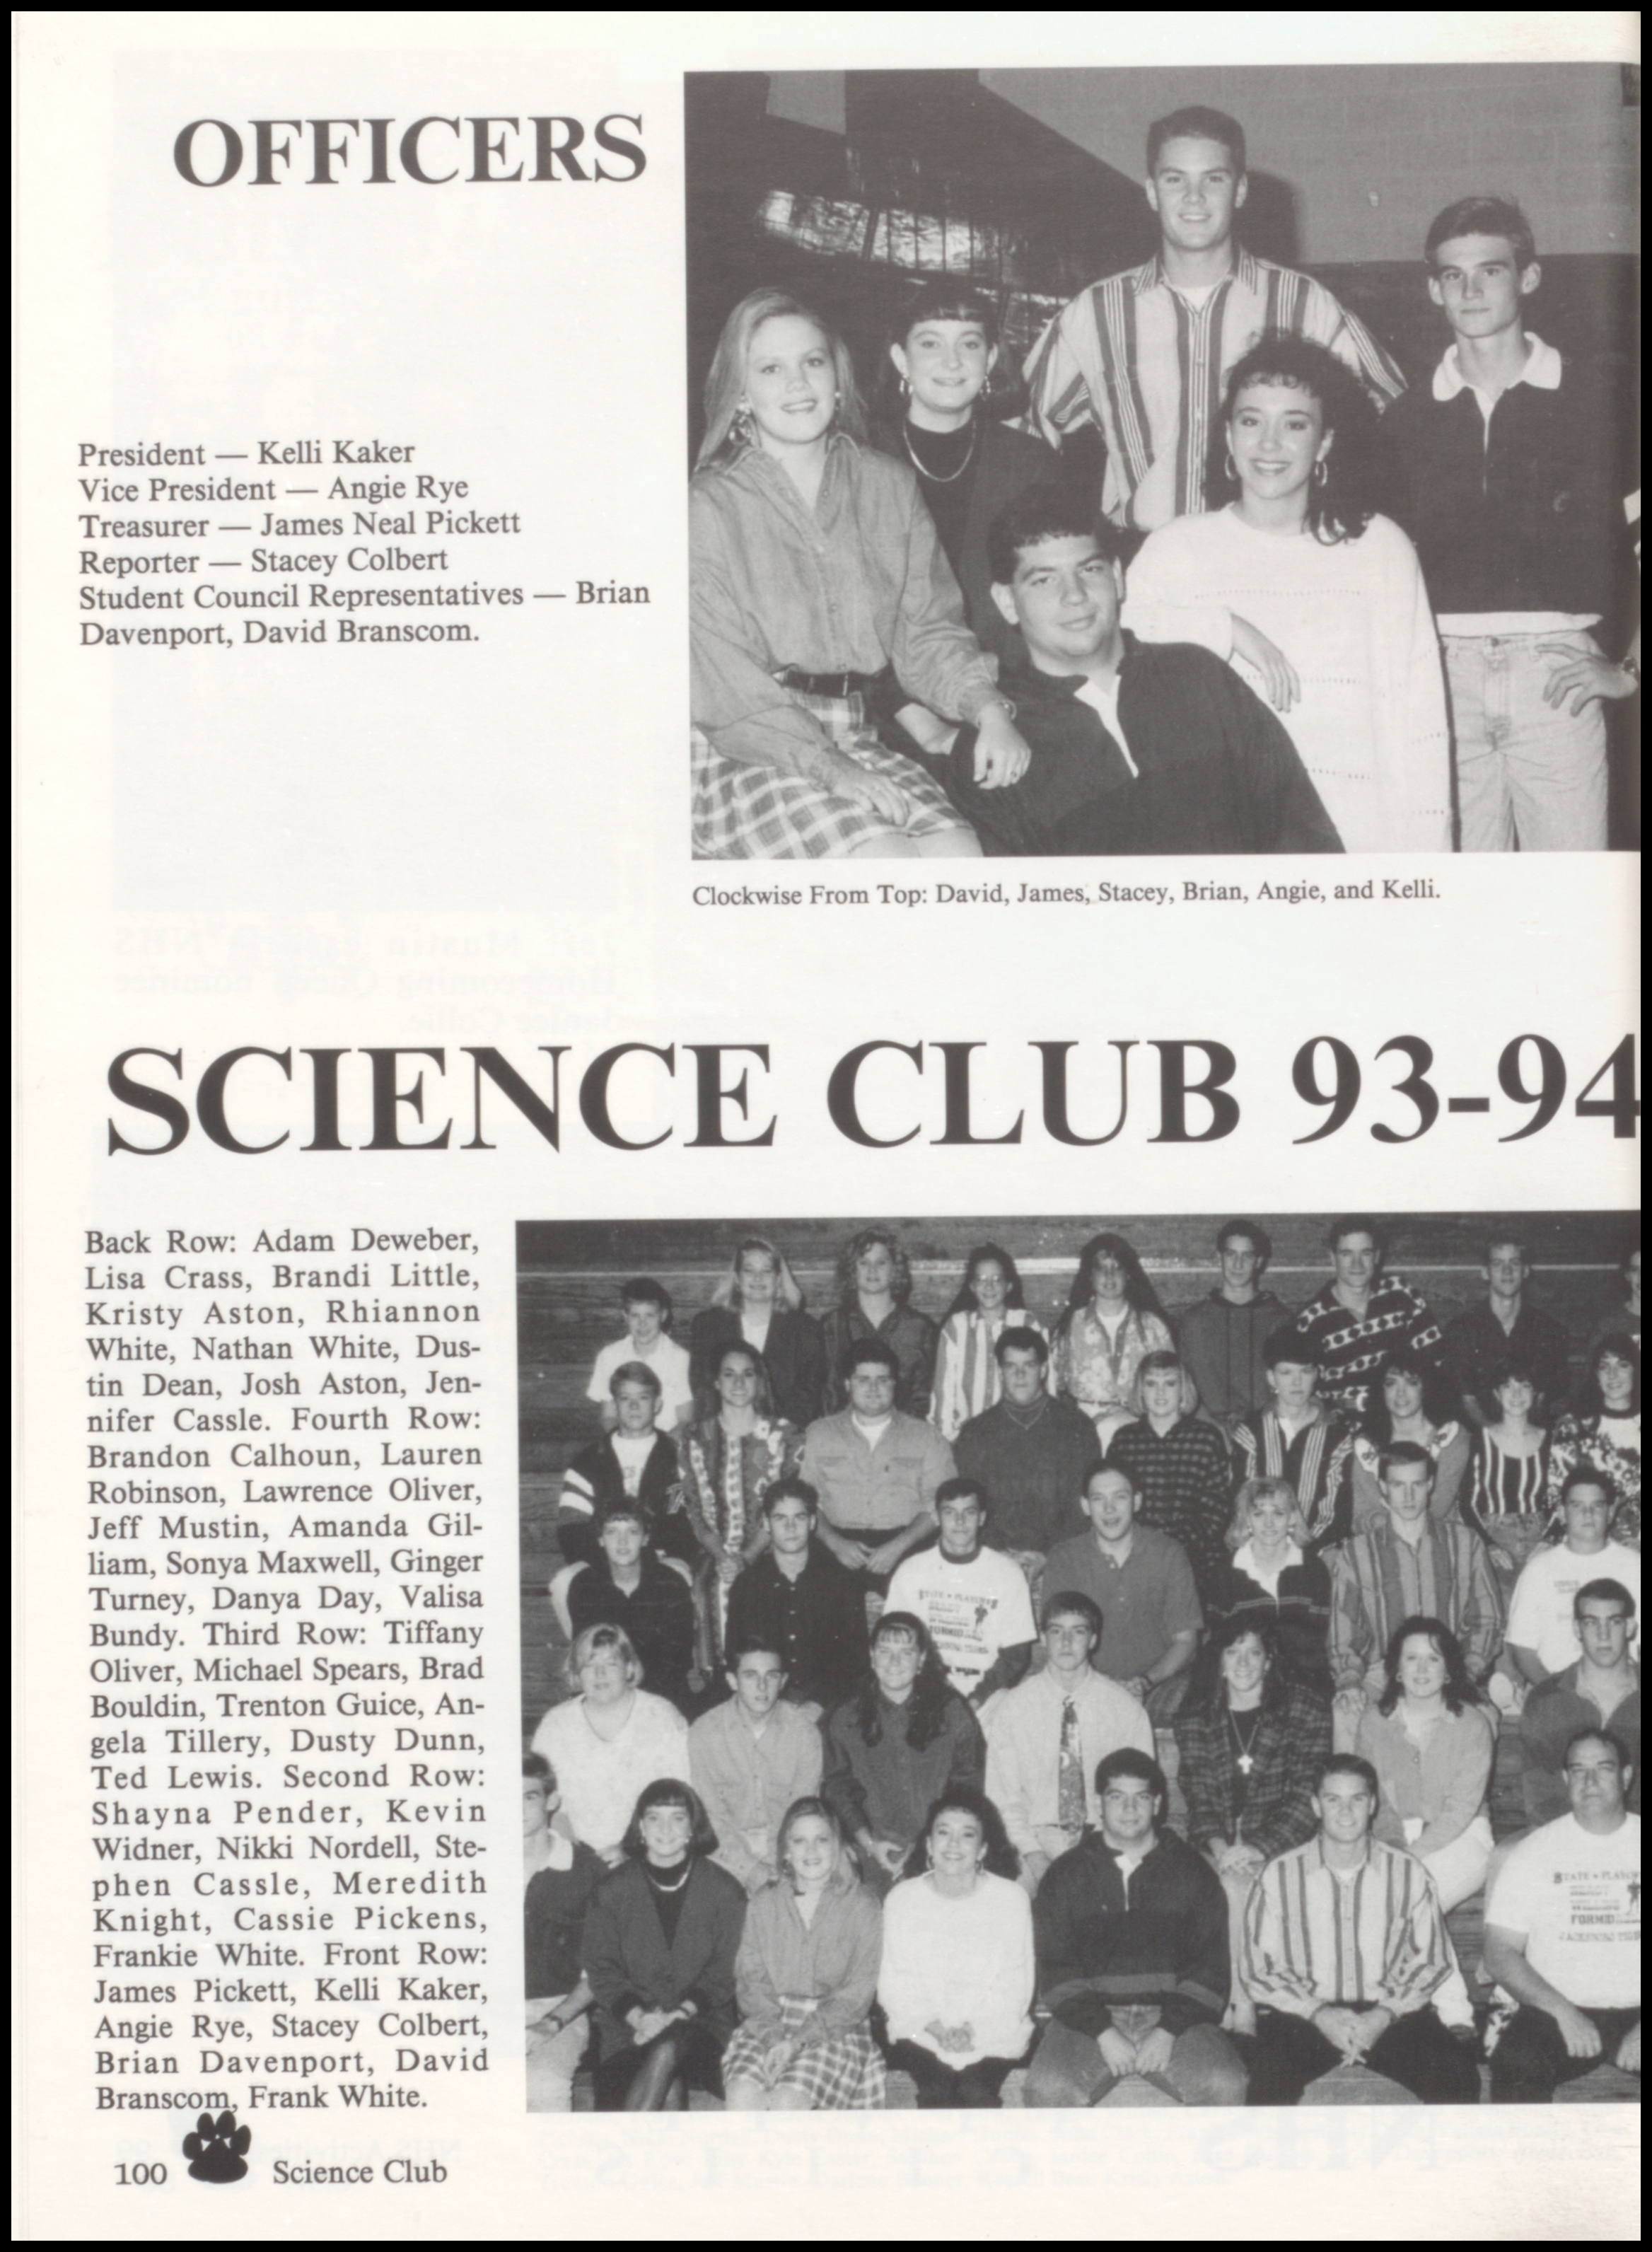 OFFICERS
President — Kelli Kaker
Vice President — Angie Rye
Treasurer — James Neal Pickett
Reporter — Stacey Colbert
Student Council Representatives — Brian
Davenport, David Branscom.
Clockwise From Top: David, James, Stacey, Brian, Angie, and Kelli.
SCIENCE CLUB 93-94
Back Row: Adam Deweber,
Lisa Crass, Brandi Little,
Kristy Aston, Rhiannon
White, Nathan White, Dus-
tin Dean, Josh Aston, Jen-
nifer Cassle. Fourth Row:
Brandon Calhoun, Lauren
Robinson, Lawrence Oliver,
Jeff Mustin, Amanda Gil-
liam, Sonya Maxwell, Ginger
Turney, Danya Day, Valisa
Bundy. Third Row: Tiffany
Oliver, Michael Spears, Brad
Bouldin, Trenton Guice, An-
gela Tillery, Dusty Dunn,
Ted Lewis. Second Row:
Shayna Pender, Kevin
Widner, Nikki Nordell, Ste-
phen Cassle, Meredith
Knight, Cassie Pickens,
Frankie White. Front Row:
James Pickett, Kelli Kaker,
Angie Rye, Stacey Colbert,
Brian Davenport, David
Branscom, Frank White.
100 Science Club